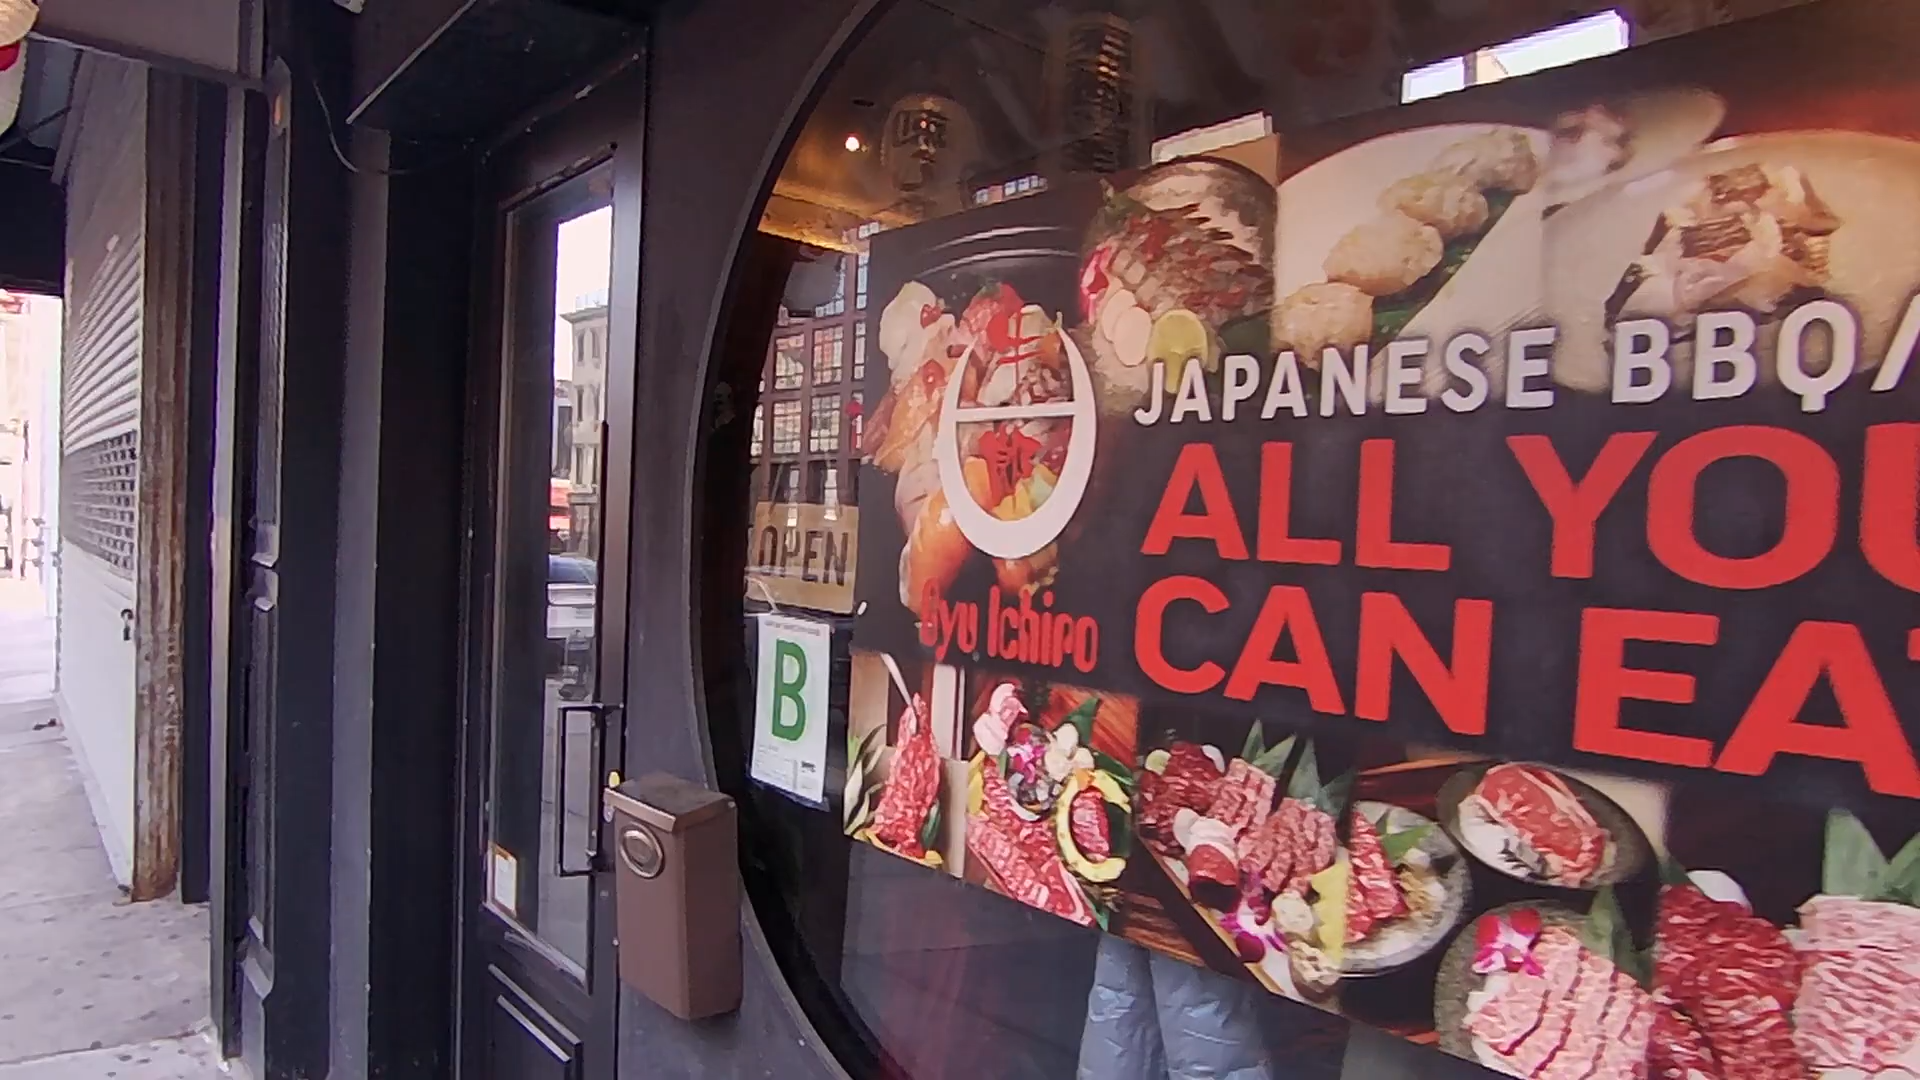 JAPANESE BBQ/
ALL YOU
CAN EAT
Gyu Ichiro
OPEN
B